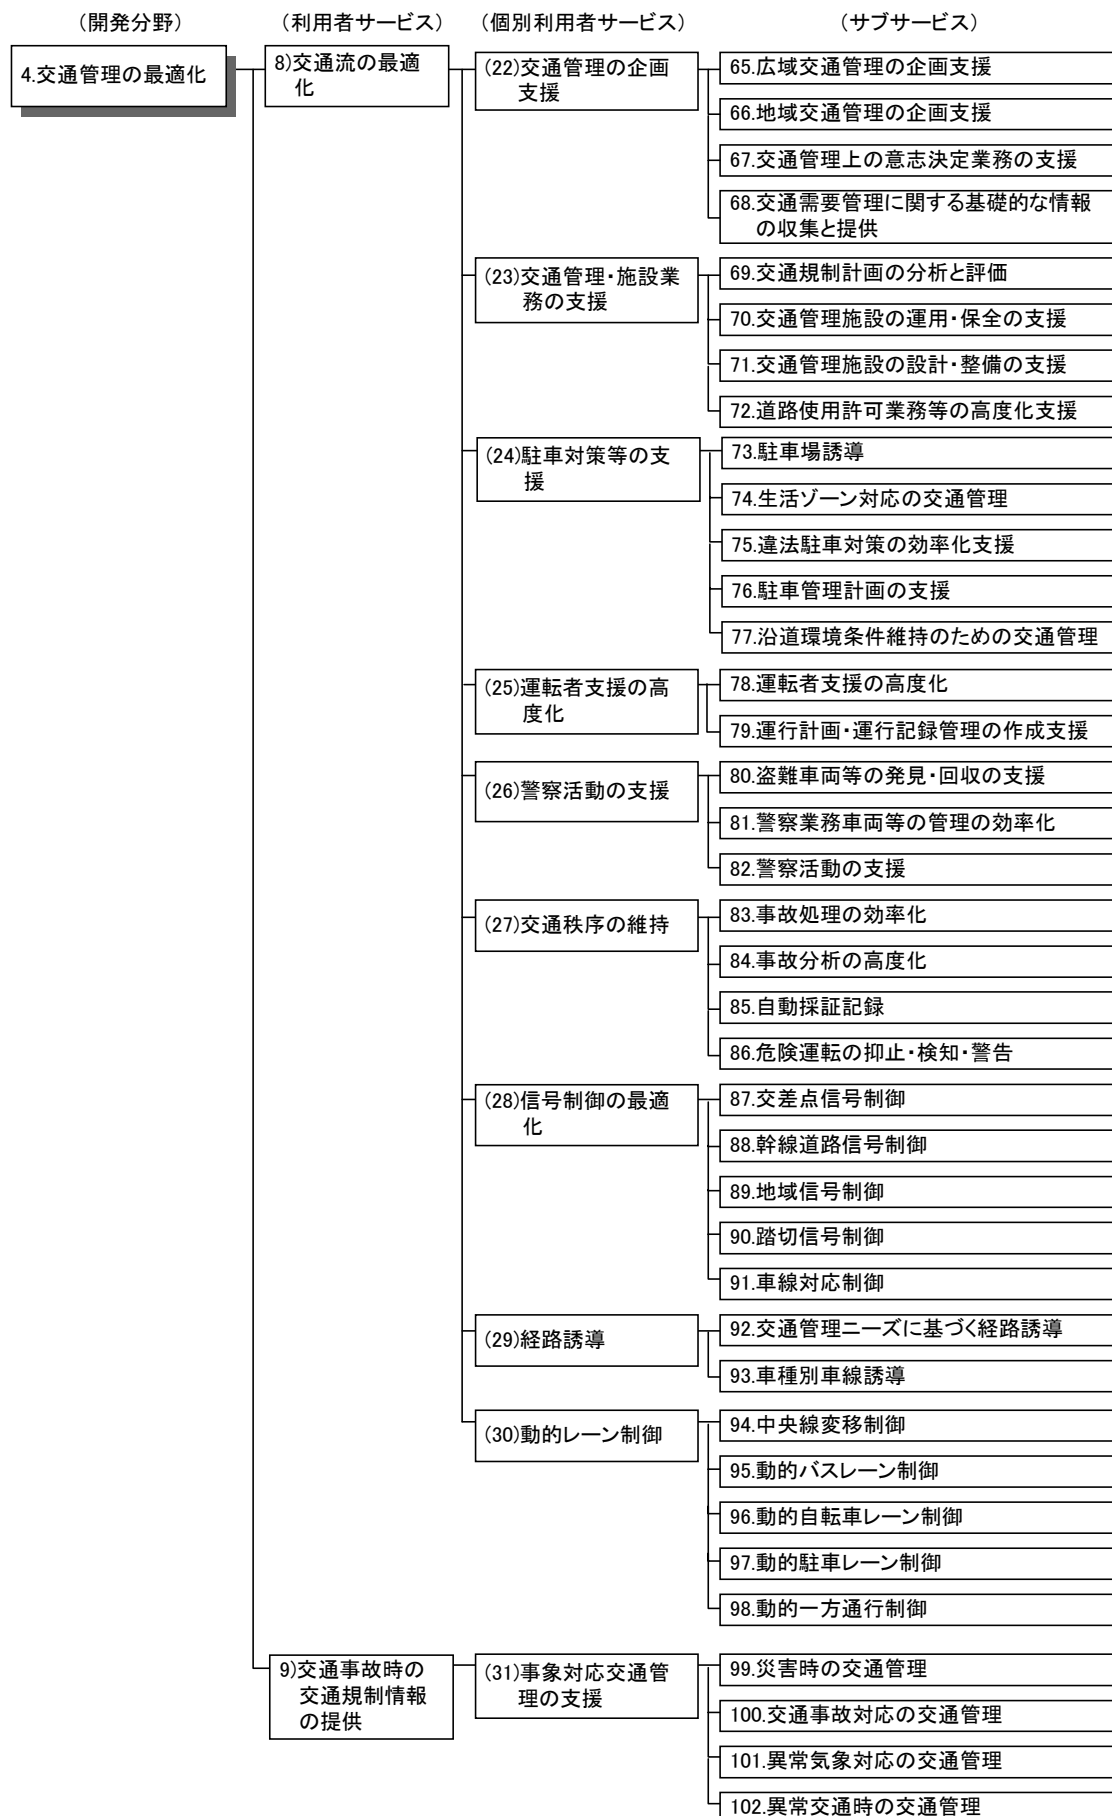 (開発分野)
(利用者サービス)
(個別利用者サービス)
(サブサービス)
4.交通管理の最適化
8)交通流の最適
化
(22)交通管理の企画
支援
65.広域交通管理の企画支援
66.地域交通管理の企画支援
67.交通管理上の意志決定業務の支援
68.交通需要管理に関する基礎的な情報
の収集と提供
(23)交通管理・施設業
務の支援
69.交通規制計画の分析と評価
70.交通管理施設の運用・保全の支援
71.交通管理施設の設計・整備の支援
72.道路使用許可業務等の高度化支援
(24)駐車対策等の支
援
73.駐車場誘導
74.生活ゾーン対応の交通管理
75.違法駐車対策の効率化支援
76.駐車管理計画の支援
77.沿道環境条件維持のための交通管理
(25)運転者支援の高
度化
78.運転者支援の高度化
79.運行計画・運行記録管理の作成支援
(26)警察活動の支援
80.盗難車両等の発見・回収の支援
81.警察業務車両等の管理の効率化
82.警察活動の支援
(27)交通秩序の維持
83.事故処理の効率化
84.事故分析の高度化
85.自動採証記録
86.危険運転の抑止・検知・警告
(28)信号制御の最適
化
87.交差点信号制御
88.幹線道路信号制御
89.地域信号制御
90.踏切信号制御
91.車線対応制御
(29)経路誘導
92.交通管理ニーズに基づく経路誘導
93.車種別車線誘導
(30)動的レーン制御
94.中央線変移制御
95.動的バスレーン制御
96.動的自転車レーン制御
97.動的駐車レーン制御
98.動的一方通行制御
9)交通事故時の
交通規制情報
の提供
(31)事象対応交通管
理の支援
99.災害時の交通管理
100.交通事故対応の交通管理
101.異常気象対応の交通管理
102.異常交通時の交通管理